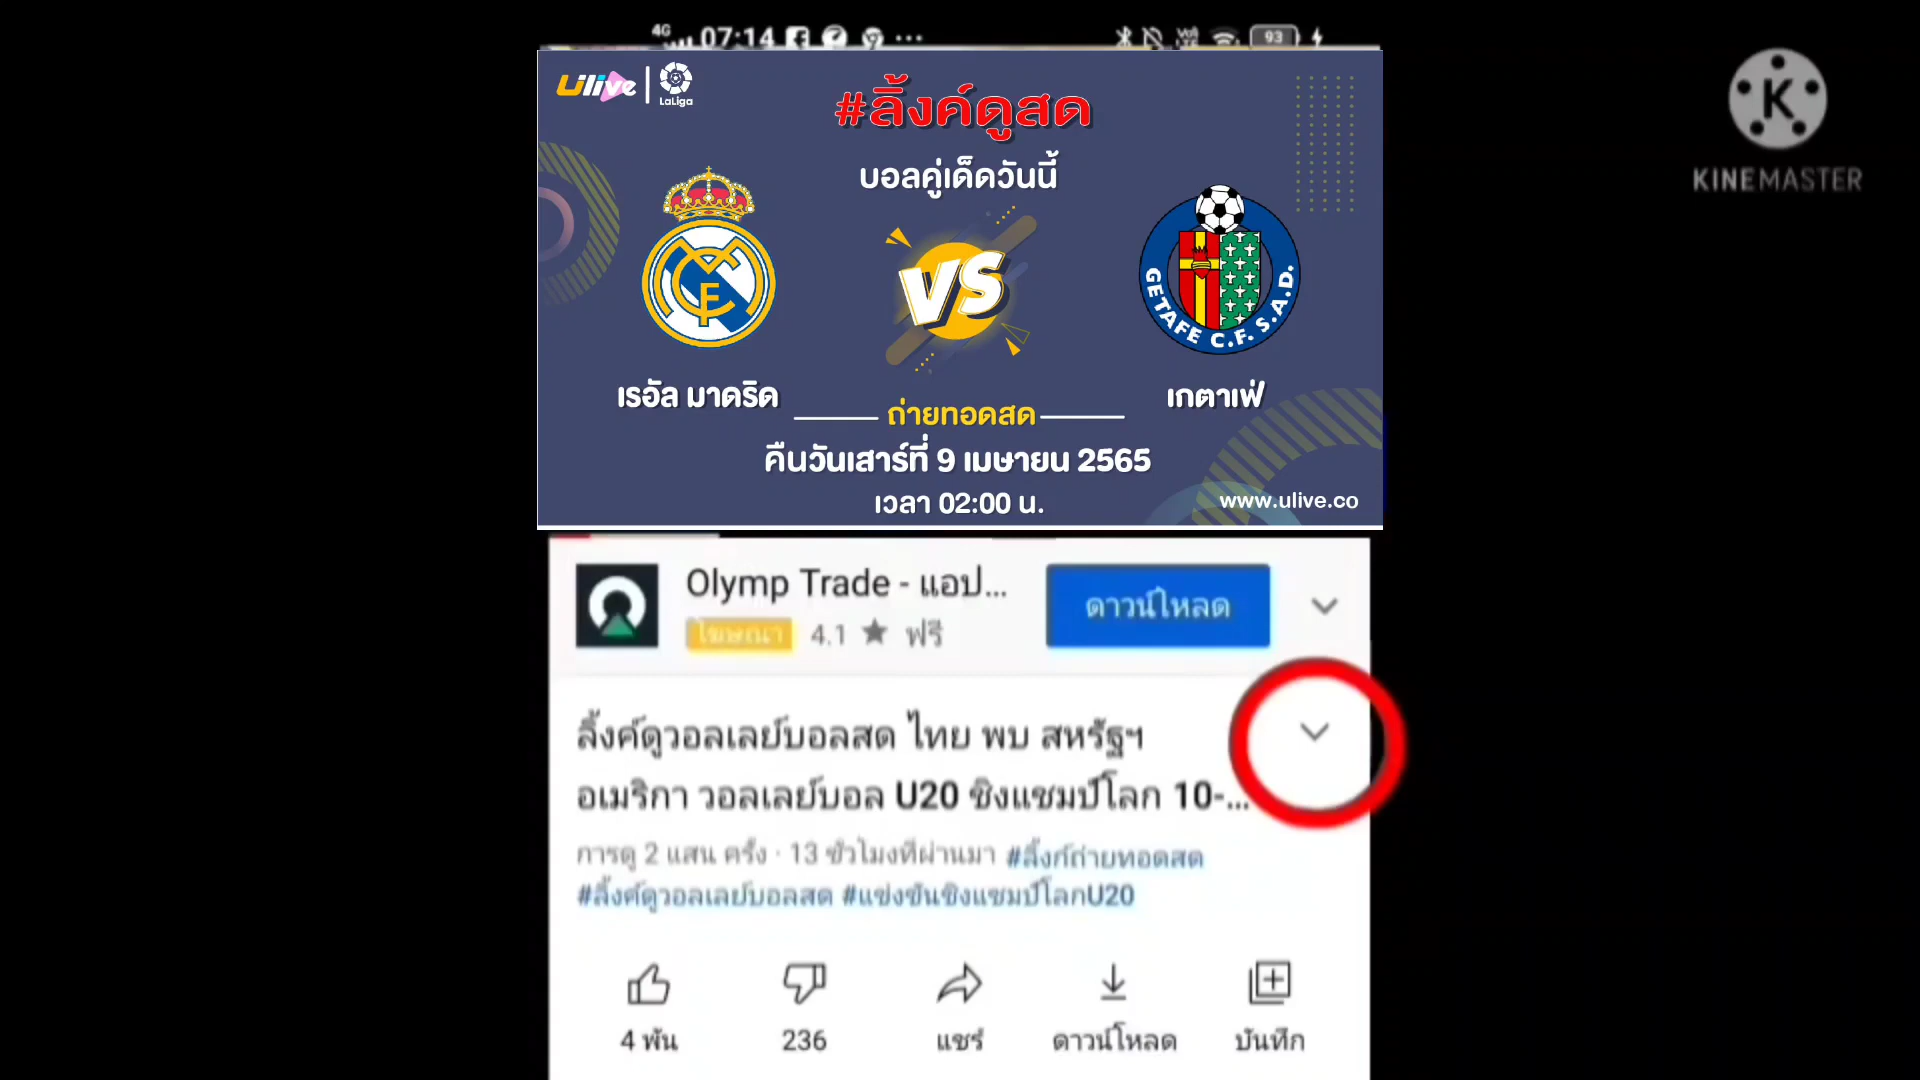 4G 07:14 93
Ulive LaLiga
#ลิ้งค์ดูสด
KINEMASTER
บอลคู่เด็ดวันนี้
VS
GETAFE C.F. S.A.D.
เรอัล มาดริด
เกตาเฟ่
ถ่ายทอดสด
คืนวันเสาร์ที่ 9 เมษายน 2565
เวลา 02:00 น.
www.ulive.co
Olymp Trade - แอป...
ดาวน์โหลด
โฆษณา 4.1 ★ ฟรี
ลิ้งค์ดูวอลเลย์บอลสด ไทย พบ สหรัฐฯ
อเมริกา วอลเลย์บอล U20 ชิงแชมป์โลก 10-...
การดู 2 แสน ครั้ง · 13 ชั่วโมงที่ผ่านมา #ลิ้งก์ถ่ายทอดสด
#ลิ้งค์ดูวอลเลย์บอลสด #แข่งขันชิงแชมป์โลกU20
4 พัน
236
แชร์
ดาวน์โหลด
บันทึก